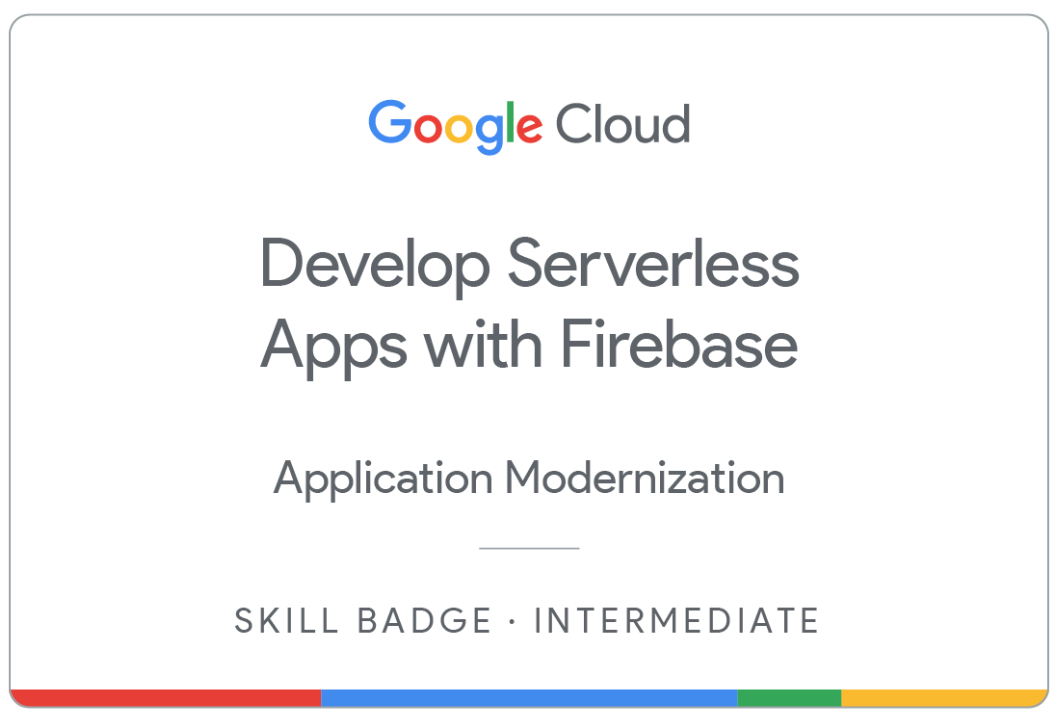 Google Cloud
Develop Serverless
Apps with Firebase
Application Modernization
SKILL BADGE · INTERMEDIATE